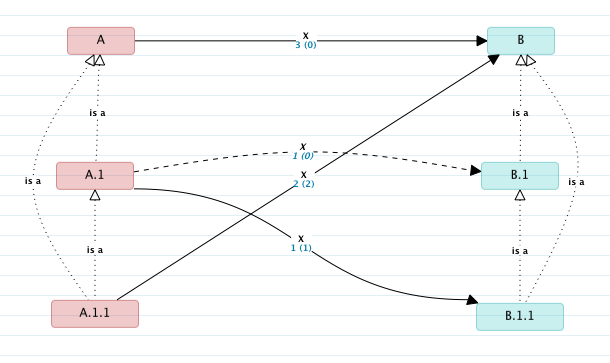 A
X
3 (0)
B
is a
is a
X
1 (0)
A.1
X
2 (2)
B.1
is a
is a
X
1 (1)
is a
is a
A.1.1
B.1.1